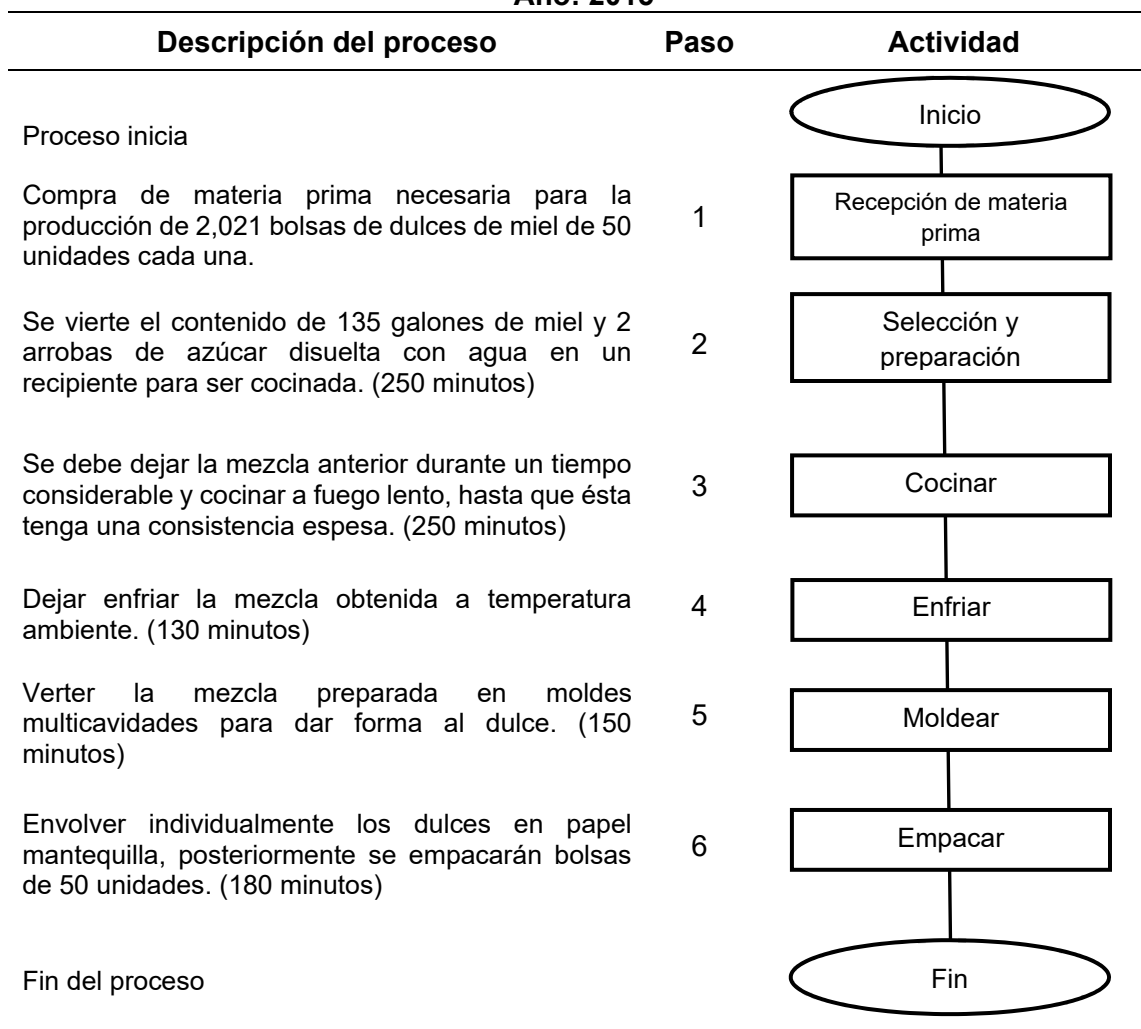 Descripción del proceso Paso Actividad
Inicio
Proceso inicia
Compra de materia prima necesaria para la
producción de 2,021 bolsas de dulces de miel de 50
unidades cada una.
1
Recepción de materia
prima
Se vierte el contenido de 135 galones de miel y 2
arrobas de azúcar disuelta con agua en un
recipiente para ser cocinada. (250 minutos)
2
Selección y
preparación
Se debe dejar la mezcla anterior durante un tiempo
considerable y cocinar a fuego lento, hasta que ésta
tenga una consistencia espesa. (250 minutos)
3
Cocinar
Dejar enfriar la mezcla obtenida a temperatura
ambiente. (130 minutos)
4
Enfriar
Verter la mezcla preparada en moldes
multicavidades para dar forma al dulce. (150
minutos)
5
Moldear
Envolver individualmente los dulces en papel
mantequilla, posteriormente se empacarán bolsas
de 50 unidades. (180 minutos)
6
Empacar
Fin del proceso
Fin